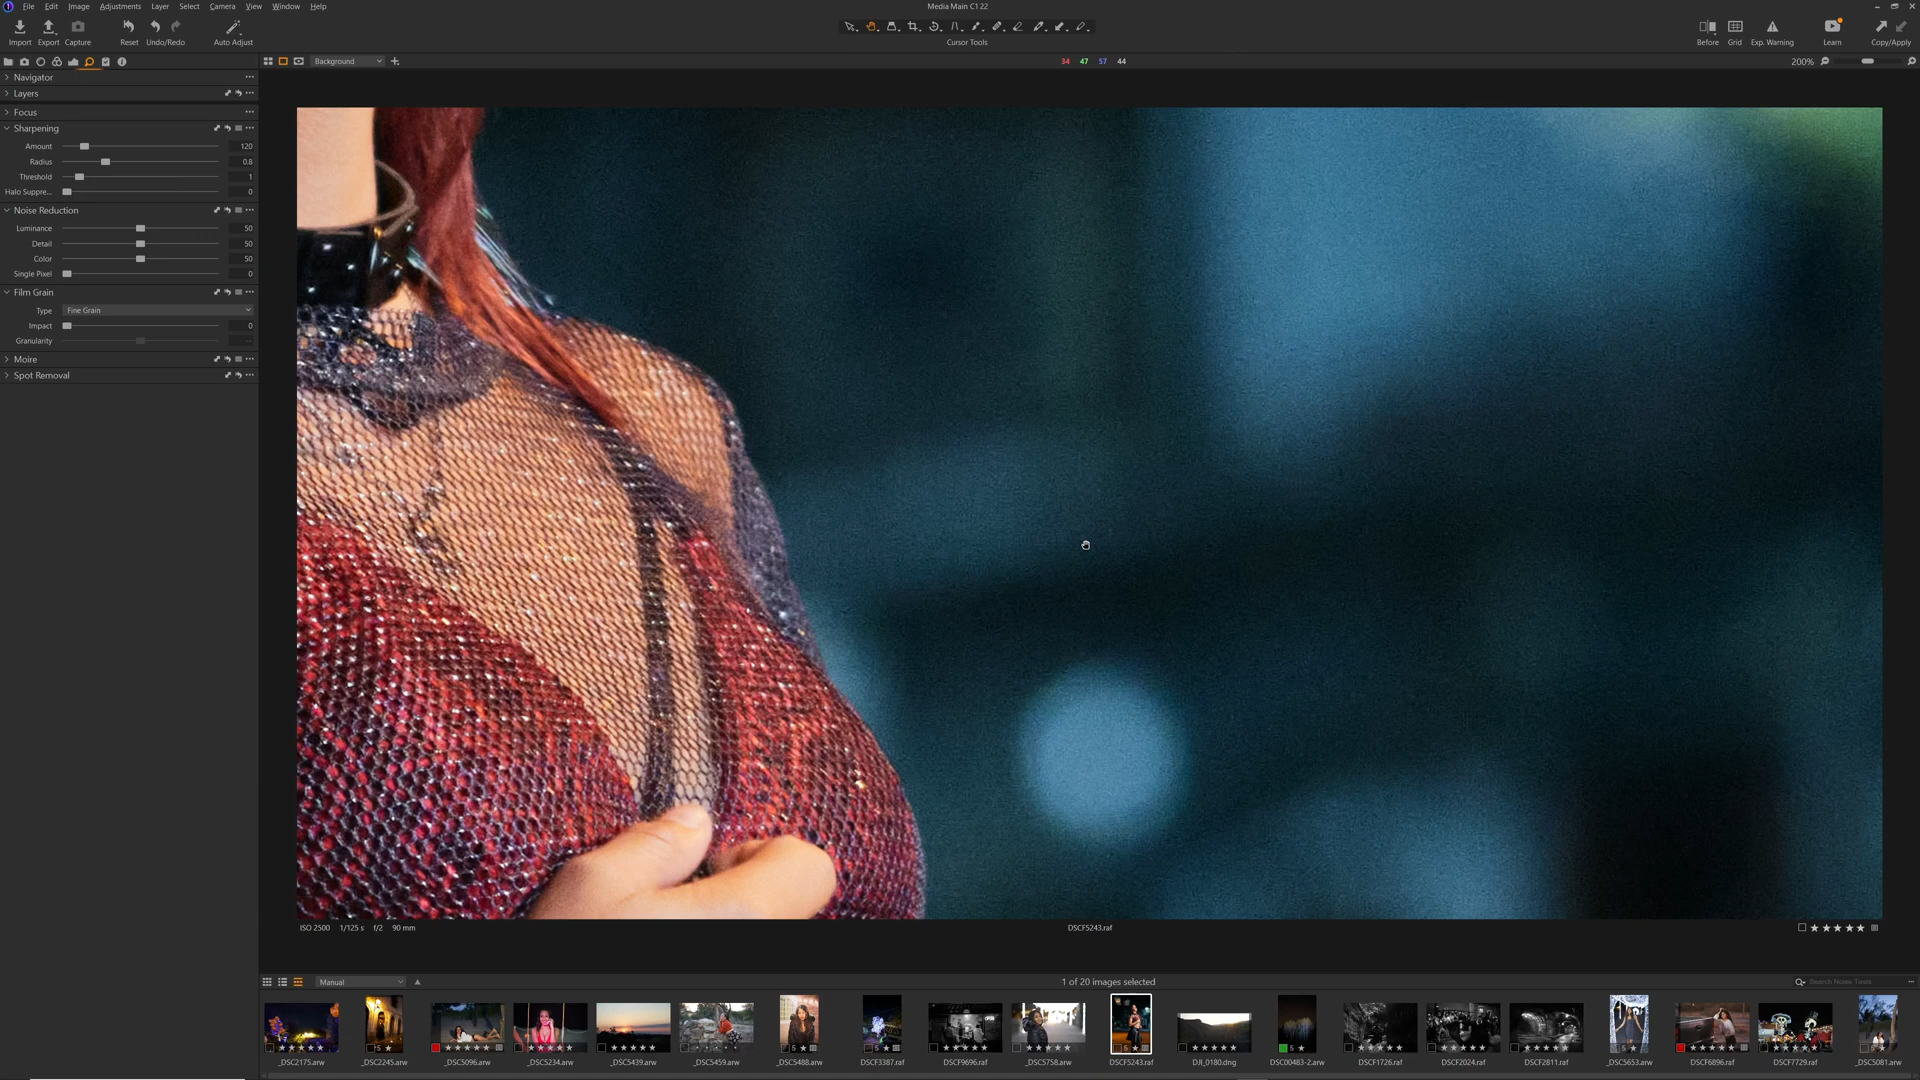 File Edit Image Adjustments Layer Select Camera View Window Help
Media Main C1 22
Import Export Capture Reset Undo/Redo Auto Adjust
Cursor Tools
Before Grid Exp. Warning Learn Copy/Apply
Background
34 47 57 44
200%
Navigator
Layers
Focus
Sharpening
Amount 120
Radius 0.8
Threshold 1
Halo Suppre... 0
Noise Reduction
Luminance 50
Detail 50
Color 50
Single Pixel 0
Film Grain
Type Fine Grain
Impact 0
Granularity --
Moire
Spot Removal
ISO 2500 1/125 s f/2 90 mm
DSCF5243.raf
Manual
1 of 20 images selected
Search Notes Tests
_DSC2175.arw _DSC2245.arw _DSC5096.arw _DSC5234.arw _DSC5439.arw _DSC5459.arw _DSC5488.arw DSCF3387.raf DSCF9696.raf _DSC5758.arw DSCF5243.raf DJI_0180.dng DSC00483-2.arw DSCF1726.raf DSCF2024.raf DSCF2811.raf _DSC5653.arw DSCF6896.raf DSCF7729.raf _DSC5081.arw